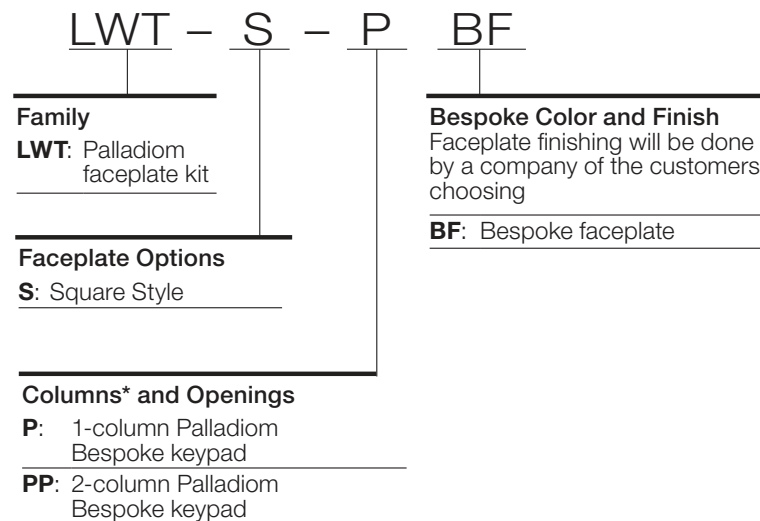 LWT – S – P BF
Family
LWT: Palladiom
faceplate kit
Bespoke Color and Finish
Faceplate finishing will be done
by a company of the customers
choosing
BF: Bespoke faceplate
Faceplate Options
S: Square Style
Columns* and Openings
P: 1-column Palladiom
Bespoke keypad
PP: 2-column Palladiom
Bespoke keypad